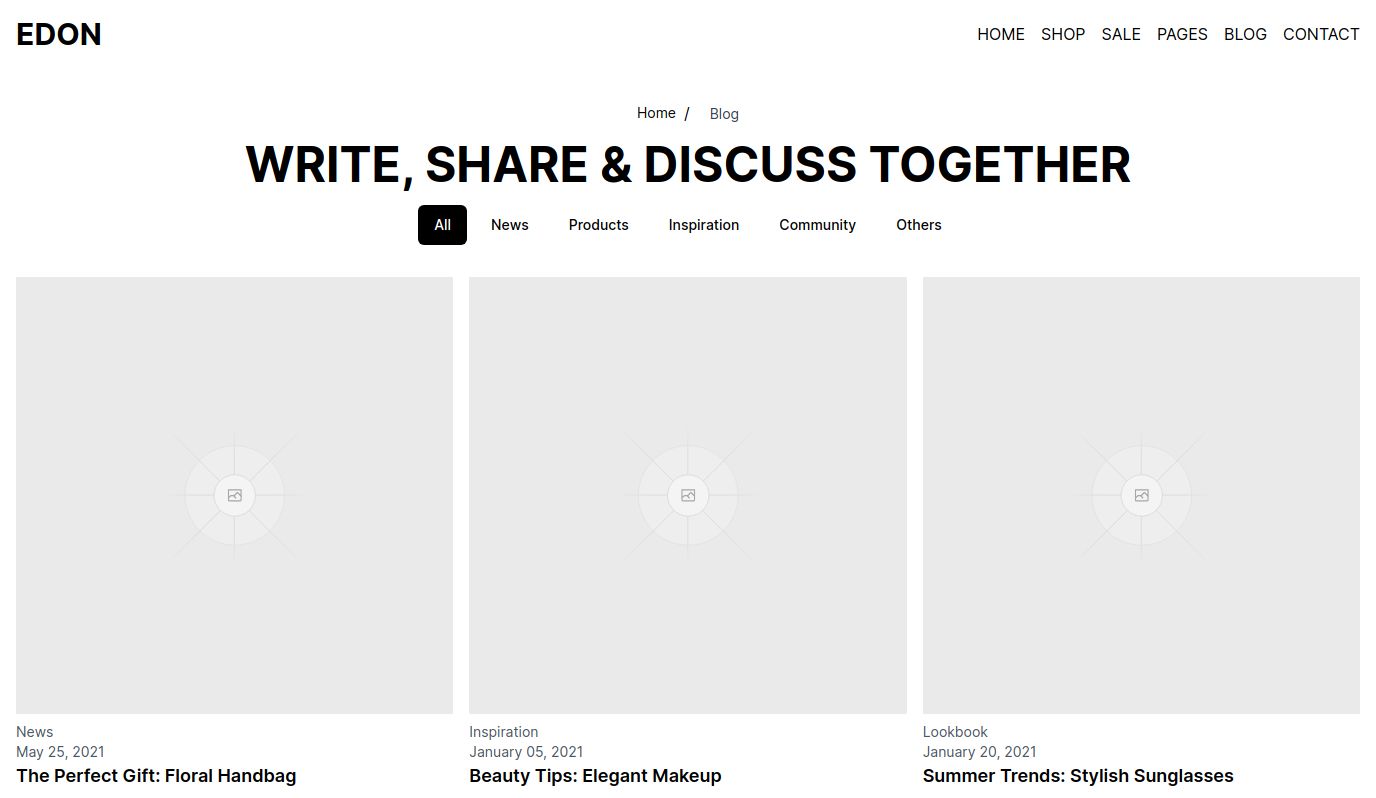 EDON
HOME SHOP SALE PAGES BLOG CONTACT
Home / Blog
WRITE, SHARE & DISCUSS TOGETHER
All News Products Inspiration Community Others
News
May 25, 2021
The Perfect Gift: Floral Handbag
Inspiration
January 05, 2021
Beauty Tips: Elegant Makeup
Lookbook
January 20, 2021
Summer Trends: Stylish Sunglasses